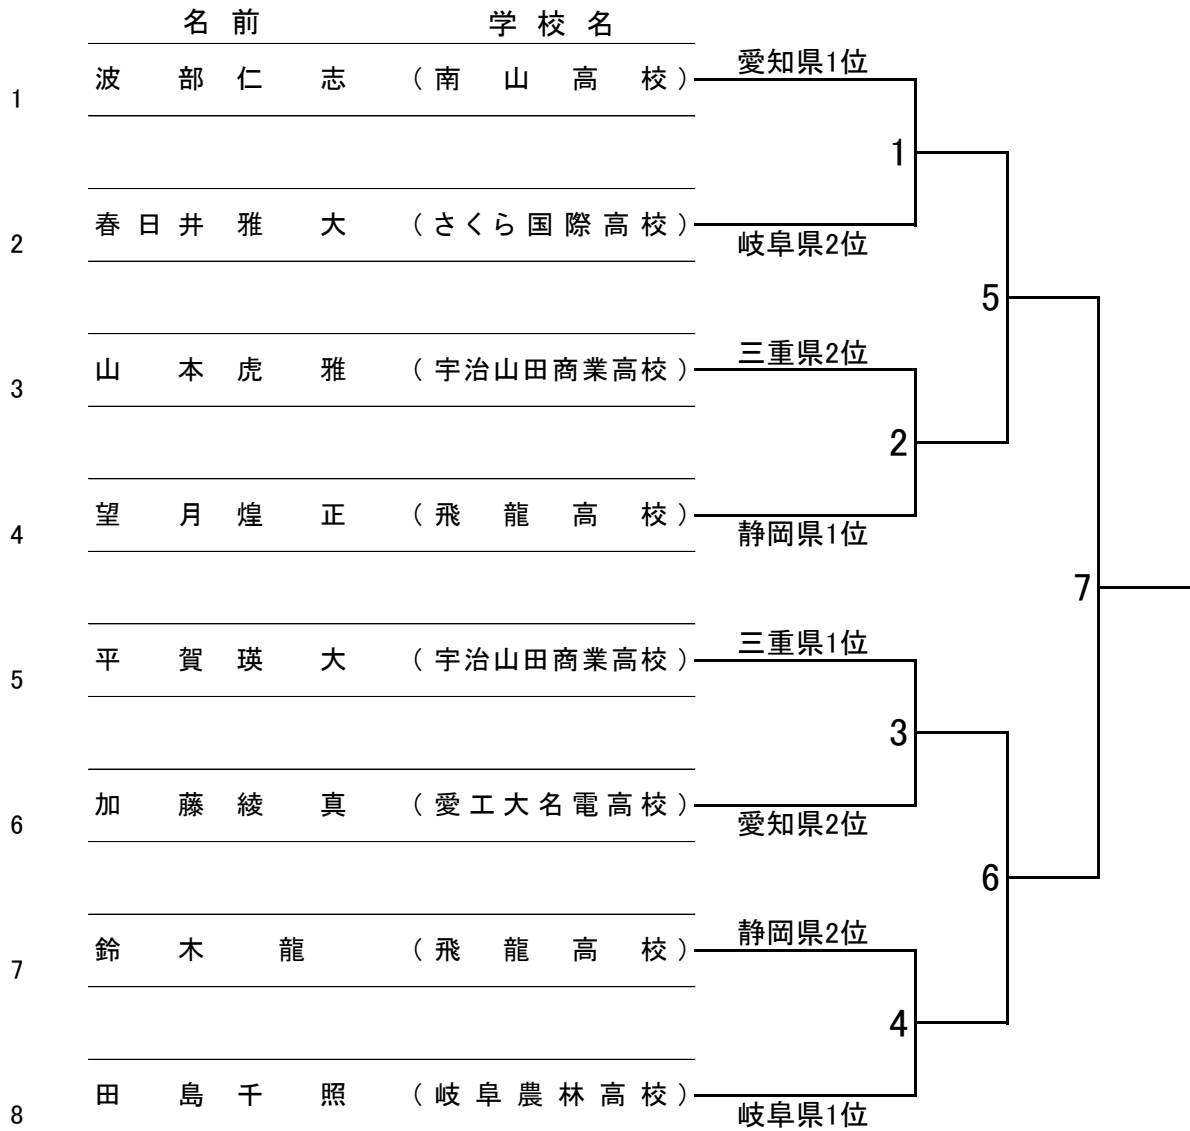 名前 学校名
愛知県1位
1 波部仁志 (南山高校)
1
2 春日井雅大 (さくら国際高校)
岐阜県2位
5
三重県2位
3 山本虎雅 (宇治山田商業高校)
2
4 望月煌正 (飛龍高校)
静岡県1位
7
三重県1位
5 平賀瑛大 (宇治山田商業高校)
3
6 加藤綾真 (愛工大名電高校)
愛知県2位
6
静岡県2位
7 鈴木龍 (飛龍高校)
4
8 田島千照 (岐阜農林高校)
岐阜県1位